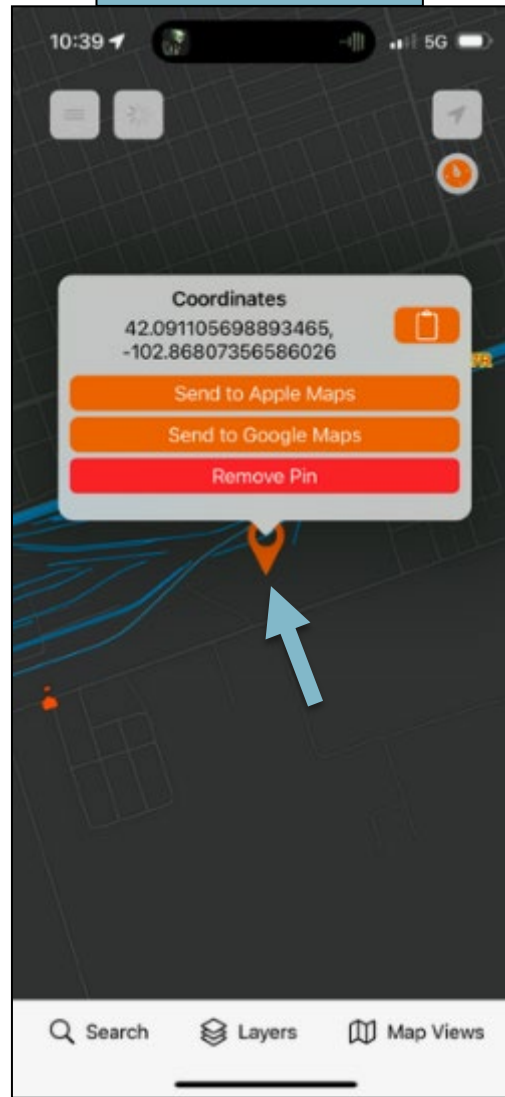 10:39
5G
Coordinates
42.091105698893465,
-102.86807356586026
Send to Apple Maps
Send to Google Maps
Remove Pin
Search
Layers
Map Views